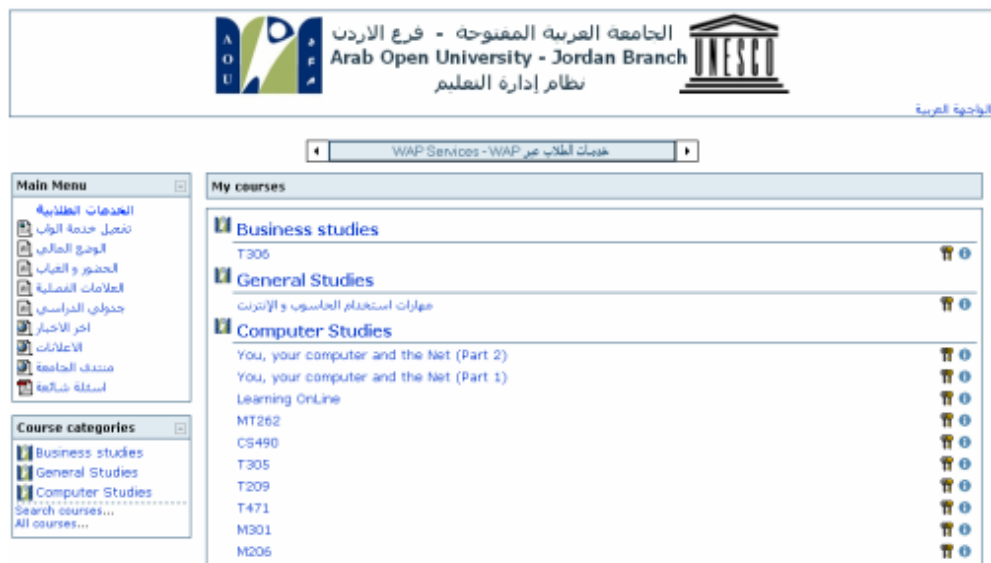 الجامعة العربية المفتوحة - فرع الاردن
Arab Open University - Jordan Branch
نظام إدارة التعليم
AOU
UNESCO
الواجهة العربية
WAP Services - WAP خدمات الطلاب عبر
Main Menu
الخدمات الطلابية
تفعيل خدمة الواب
الوضع المالي
الحضور و الغياب
العلامات الفصلية
جدولي الدراسي
اخر الاخبار
الاعلانات
منتدى الجامعة
اسئلة شائعة
Course categories
Business studies
General Studies
Computer Studies
Search courses...
All courses...
My courses
Business studies
T306
General Studies
مهارات استخدام الحاسوب و الإنترنت
Computer Studies
You, your computer and the Net (Part 2)
You, your computer and the Net (Part 1)
Learning OnLine
MT262
CS490
T305
T209
T471
M301
M206